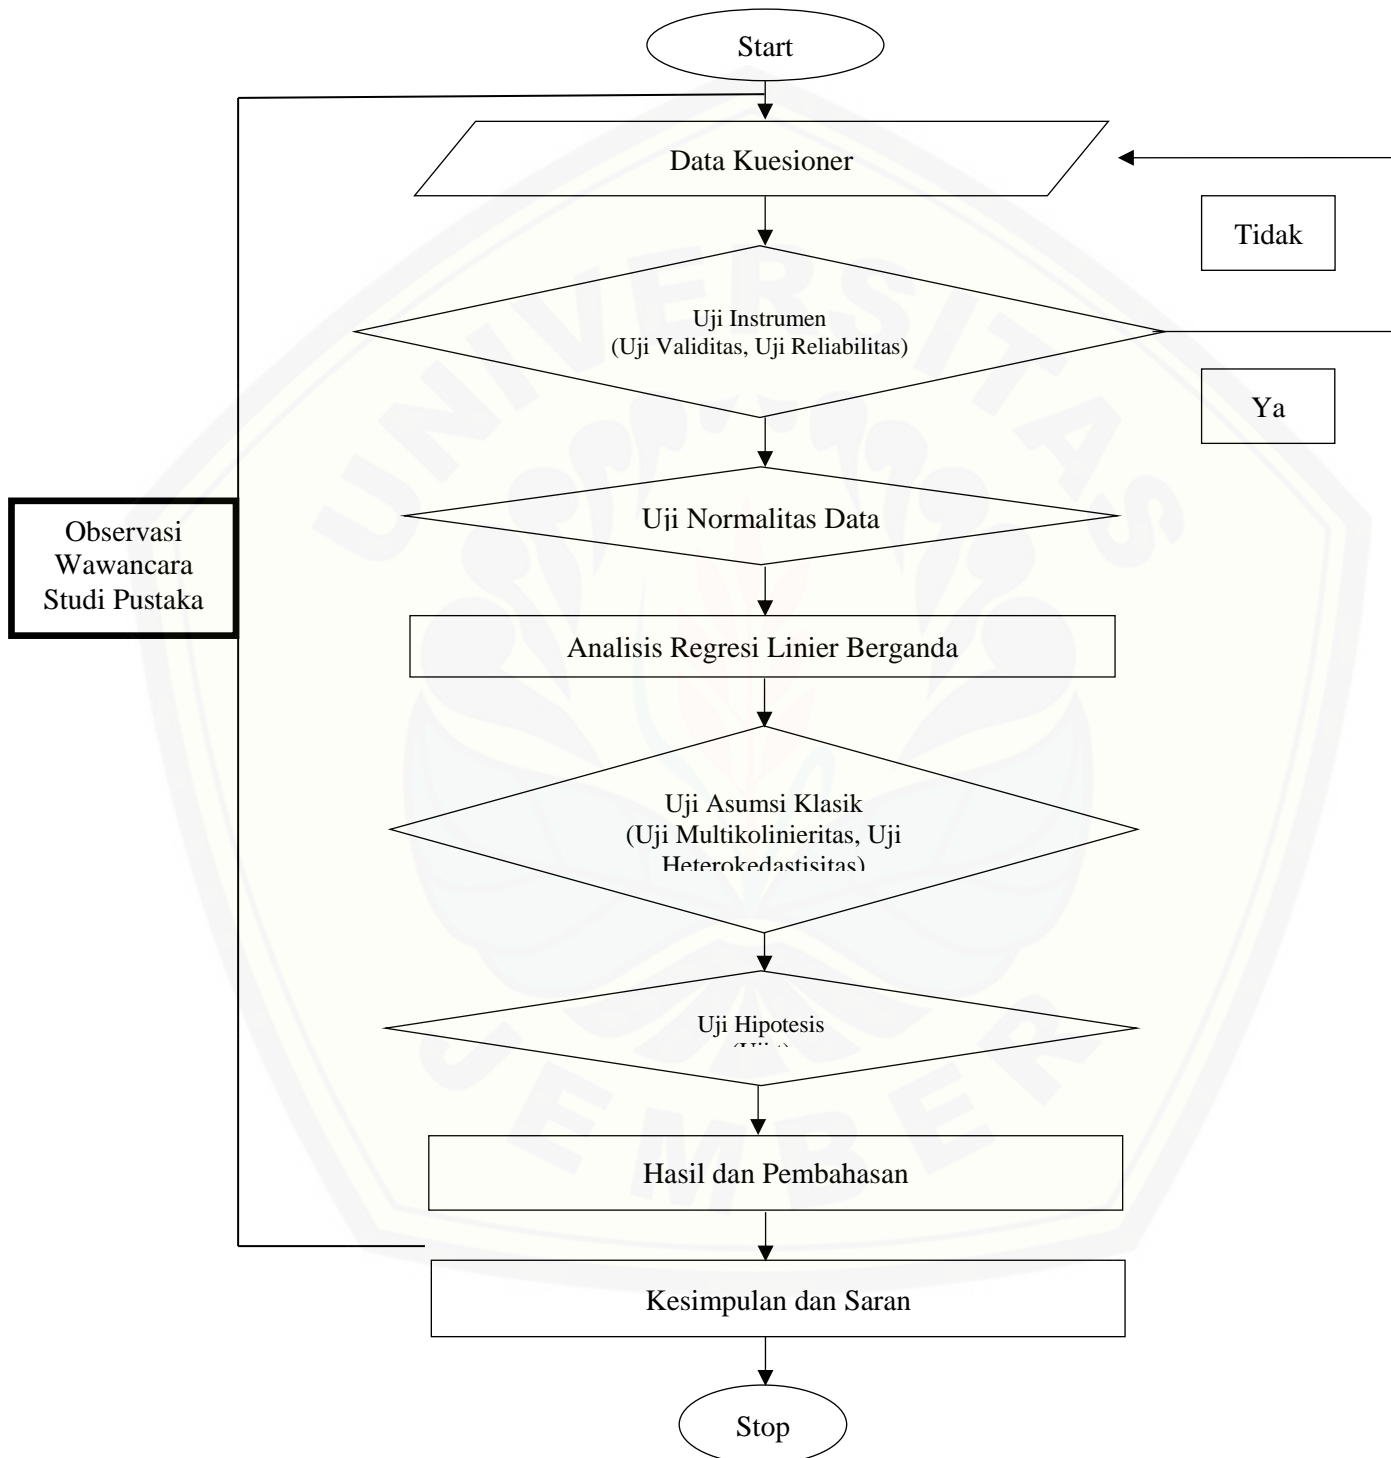 Start
Data Kuesioner
Tidak
Uji Instrumen
(Uji Validitas, Uji Reliabilitas)
Ya
Uji Normalitas Data
Observasi
Wawancara
Studi Pustaka
Analisis Regresi Linier Berganda
Uji Asumsi Klasik
(Uji Multikolinieritas, Uji
Heterokedastisitas)
Uji Hipotesis
Hasil dan Pembahasan
Kesimpulan dan Saran
Stop
UNIVERSITAS
JEMBER